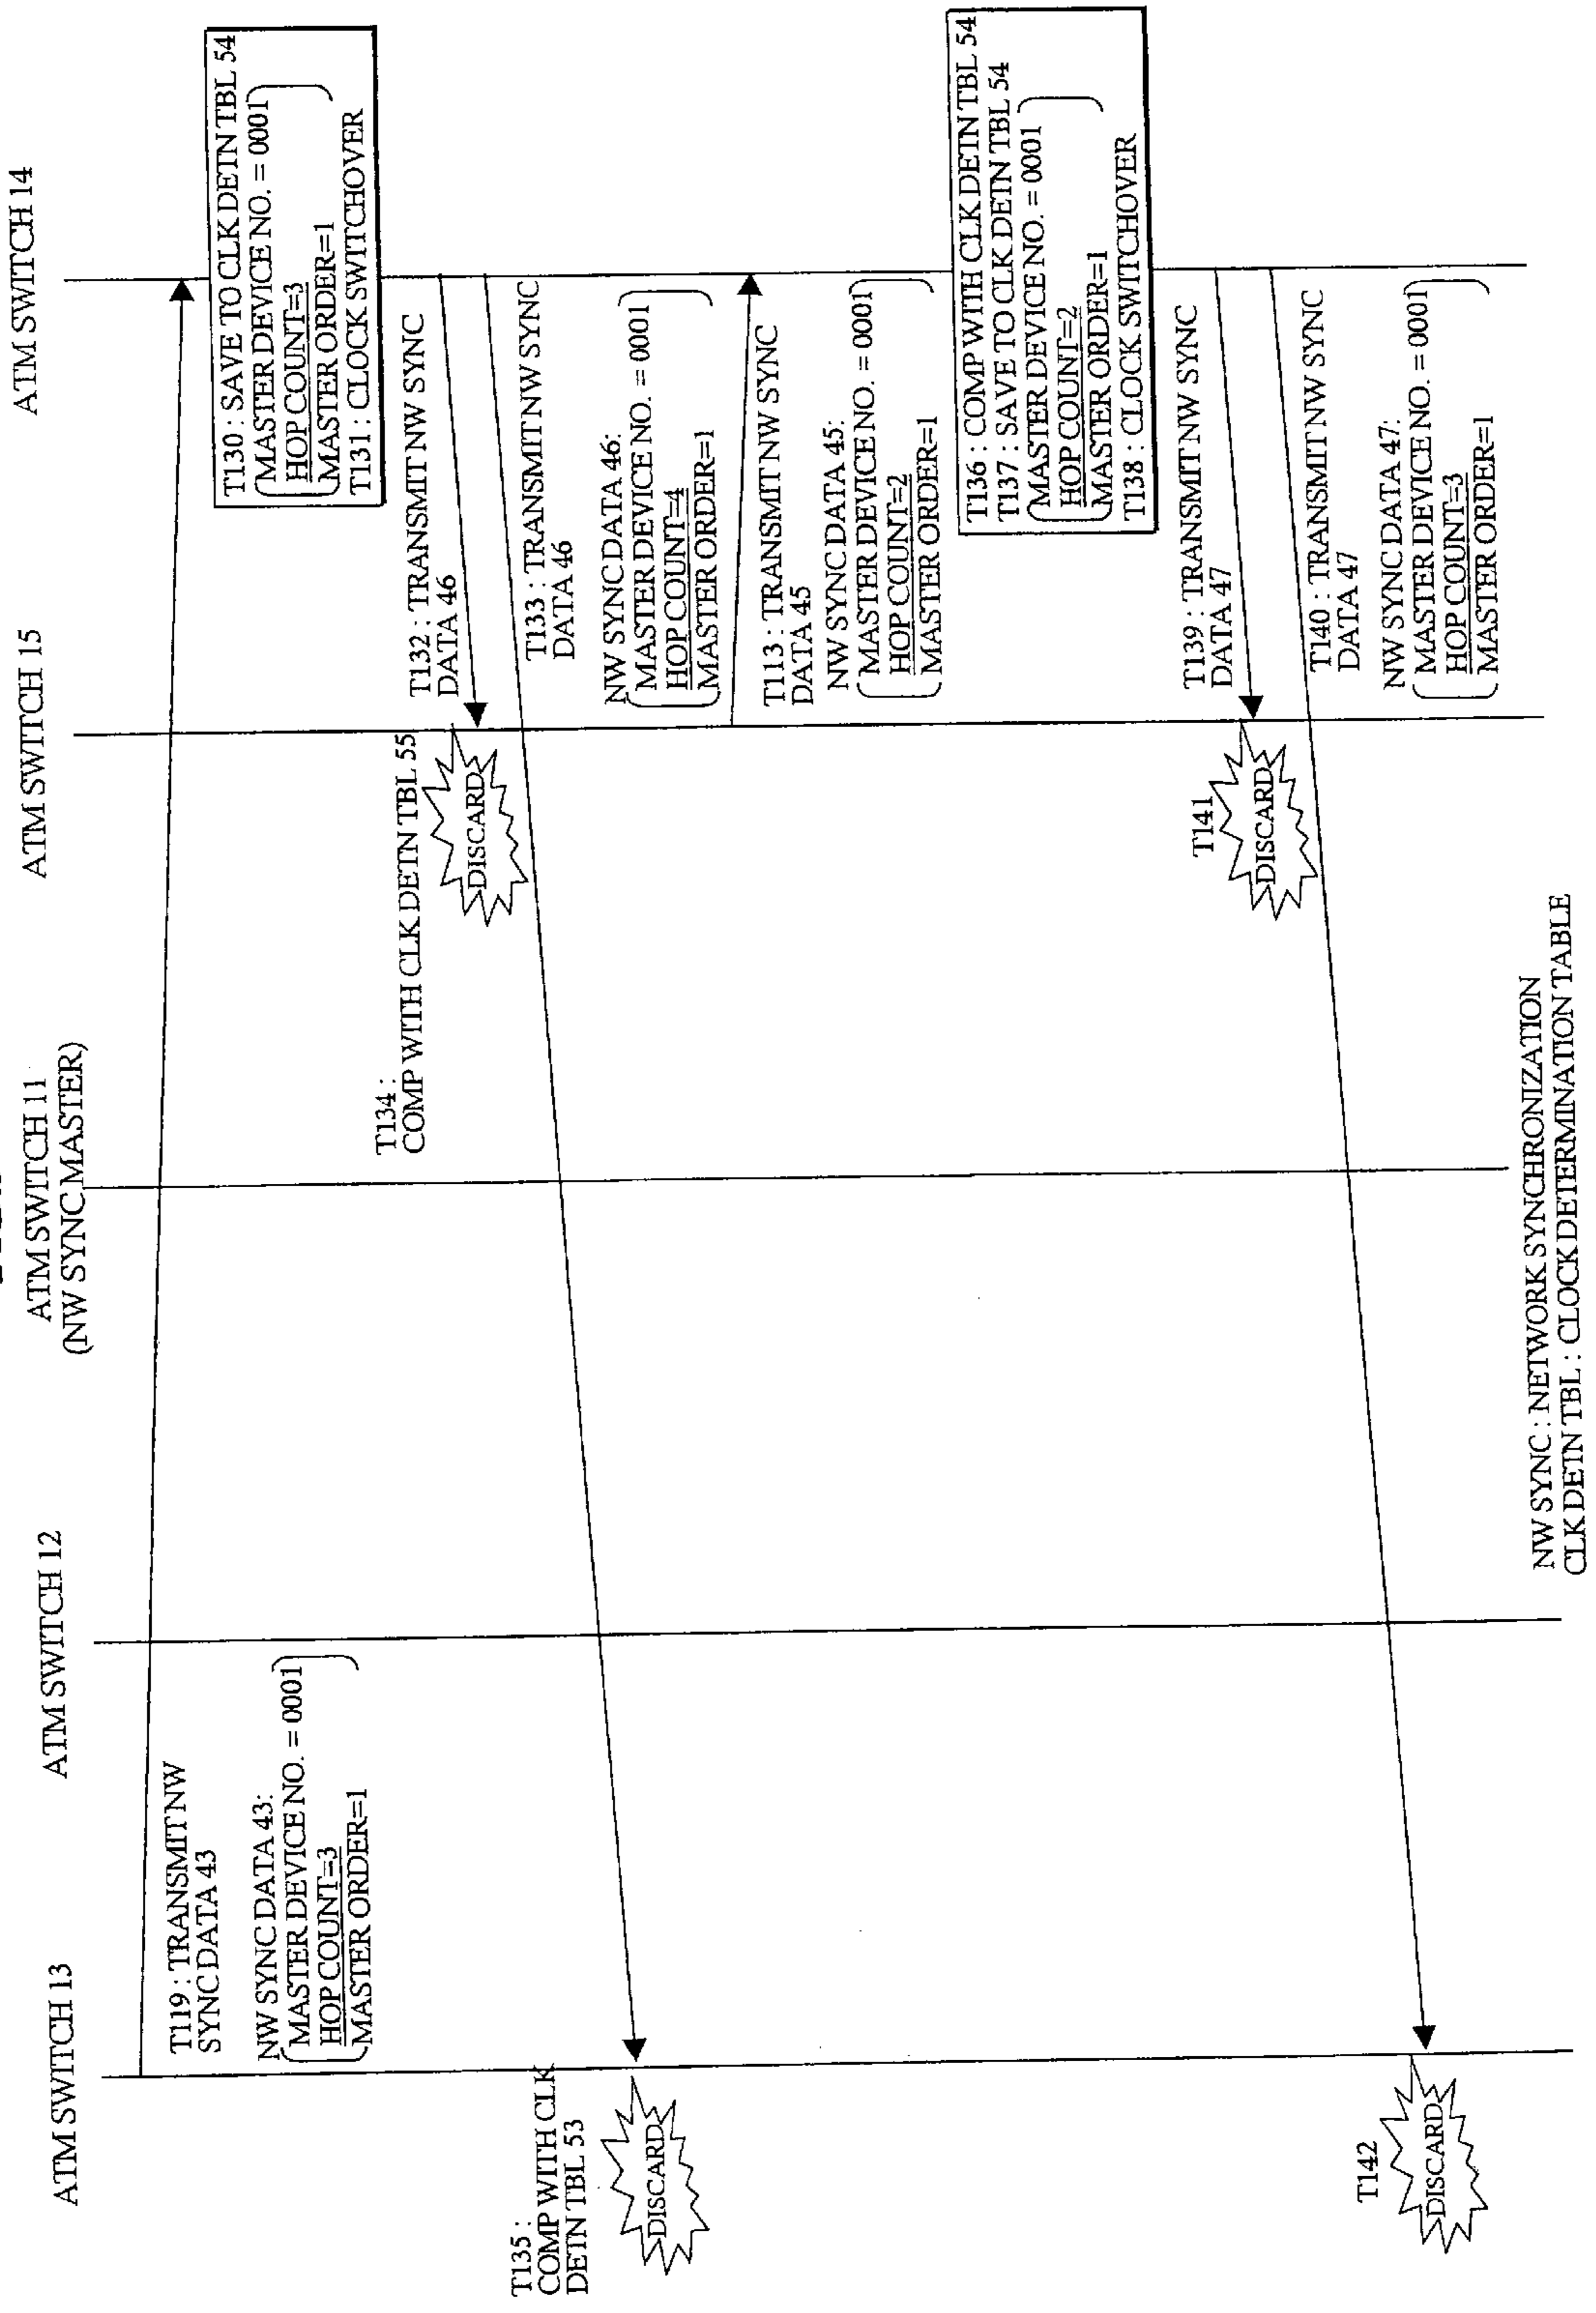 ATM SWITCH 13
ATM SWITCH 12
ATM SWITCH 11
(NW SYNC MASTER)
ATM SWITCH 15
ATM SWITCH 14
T119 : TRANSMIT NW
SYNC DATA 43
NW SYNC DATA 43:
MASTER DEVICE NO. = 0001
HOP COUNT=3
MASTER ORDER=1
T130 : SAVE TO CLK DETN TBL 54
MASTER DEVICE NO. = 0001
HOP COUNT=3
MASTER ORDER=1
T131 : CLOCK SWITCHOVER
T132 : TRANSMIT NW SYNC
DATA 46
T133 : TRANSMIT NW SYNC
DATA 46
T134 :
COMP WITH CLK DETN TBL 55
DISCARD
NW SYNC DATA 46:
MASTER DEVICE NO. = 0001
HOP COUNT=4
MASTER ORDER=1
T135 :
COMP WITH CLK
DETN TBL 53
DISCARD
T113 : TRANSMIT NW SYNC
DATA 45
NW SYNC DATA 45:
MASTER DEVICE NO. = 0001
HOP COUNT=2
MASTER ORDER=1
T136 : COMP WITH CLK DETN TBL 54
T137 : SAVE TO CLK DETN TBL 54
MASTER DEVICE NO. = 0001
HOP COUNT=2
MASTER ORDER=1
T138 : CLOCK SWITCHOVER
T139 : TRANSMIT NW SYNC
DATA 47
T141
DISCARD
T140 : TRANSMIT NW SYNC
DATA 47
NW SYNC DATA 47:
MASTER DEVICE NO. = 0001
HOP COUNT=3
MASTER ORDER=1
T142
DISCARD
NW SYNC : NETWORK SYNCHRONIZATION
CLK DETN TBL : CLOCK DETERMINATION TABLE